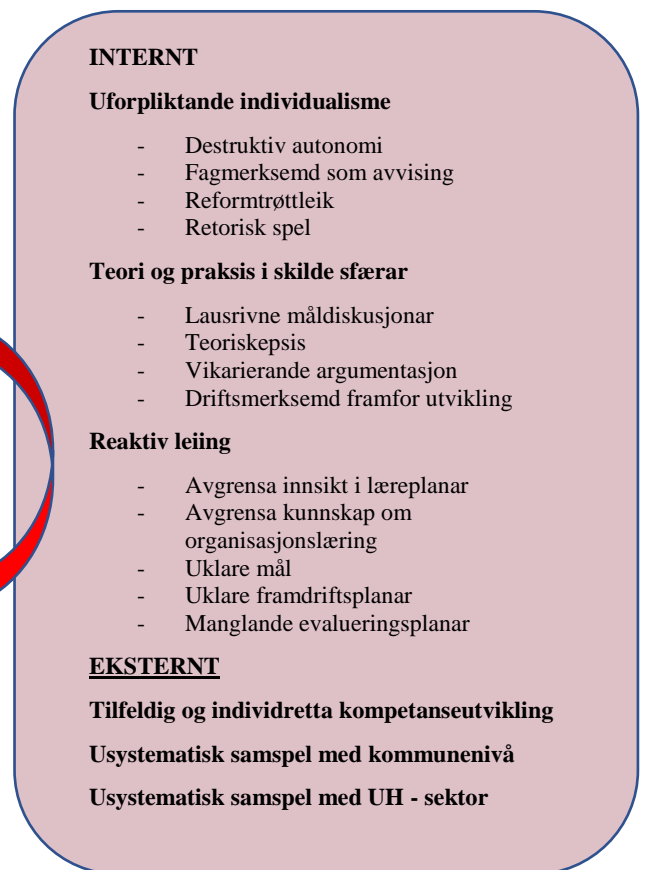 INTERNT
Uforpliktande individualisme
- Destruktiv autonomi
- Fagmerksemd som avvising
- Reformtrøttleik
- Retorisk spel
Teori og praksis i skilde sfærar
- Lausrivne måldiskusjonar
- Teoriskepsis
- Vikarierande argumentasjon
- Driftsmerksemd framfor utvikling
Reaktiv leiing
- Avgrensa innsikt i læreplanar
- Avgrensa kunnskap om
organisasjonslæring
- Uklare mål
- Uklare framdriftsplanar
- Manglande evalueringsplanar
EKSTERNT
Tilfeldig og individretta kompetanseutvikling
Usystematisk samspel med kommunenivå
Usystematisk samspel med UH - sektor